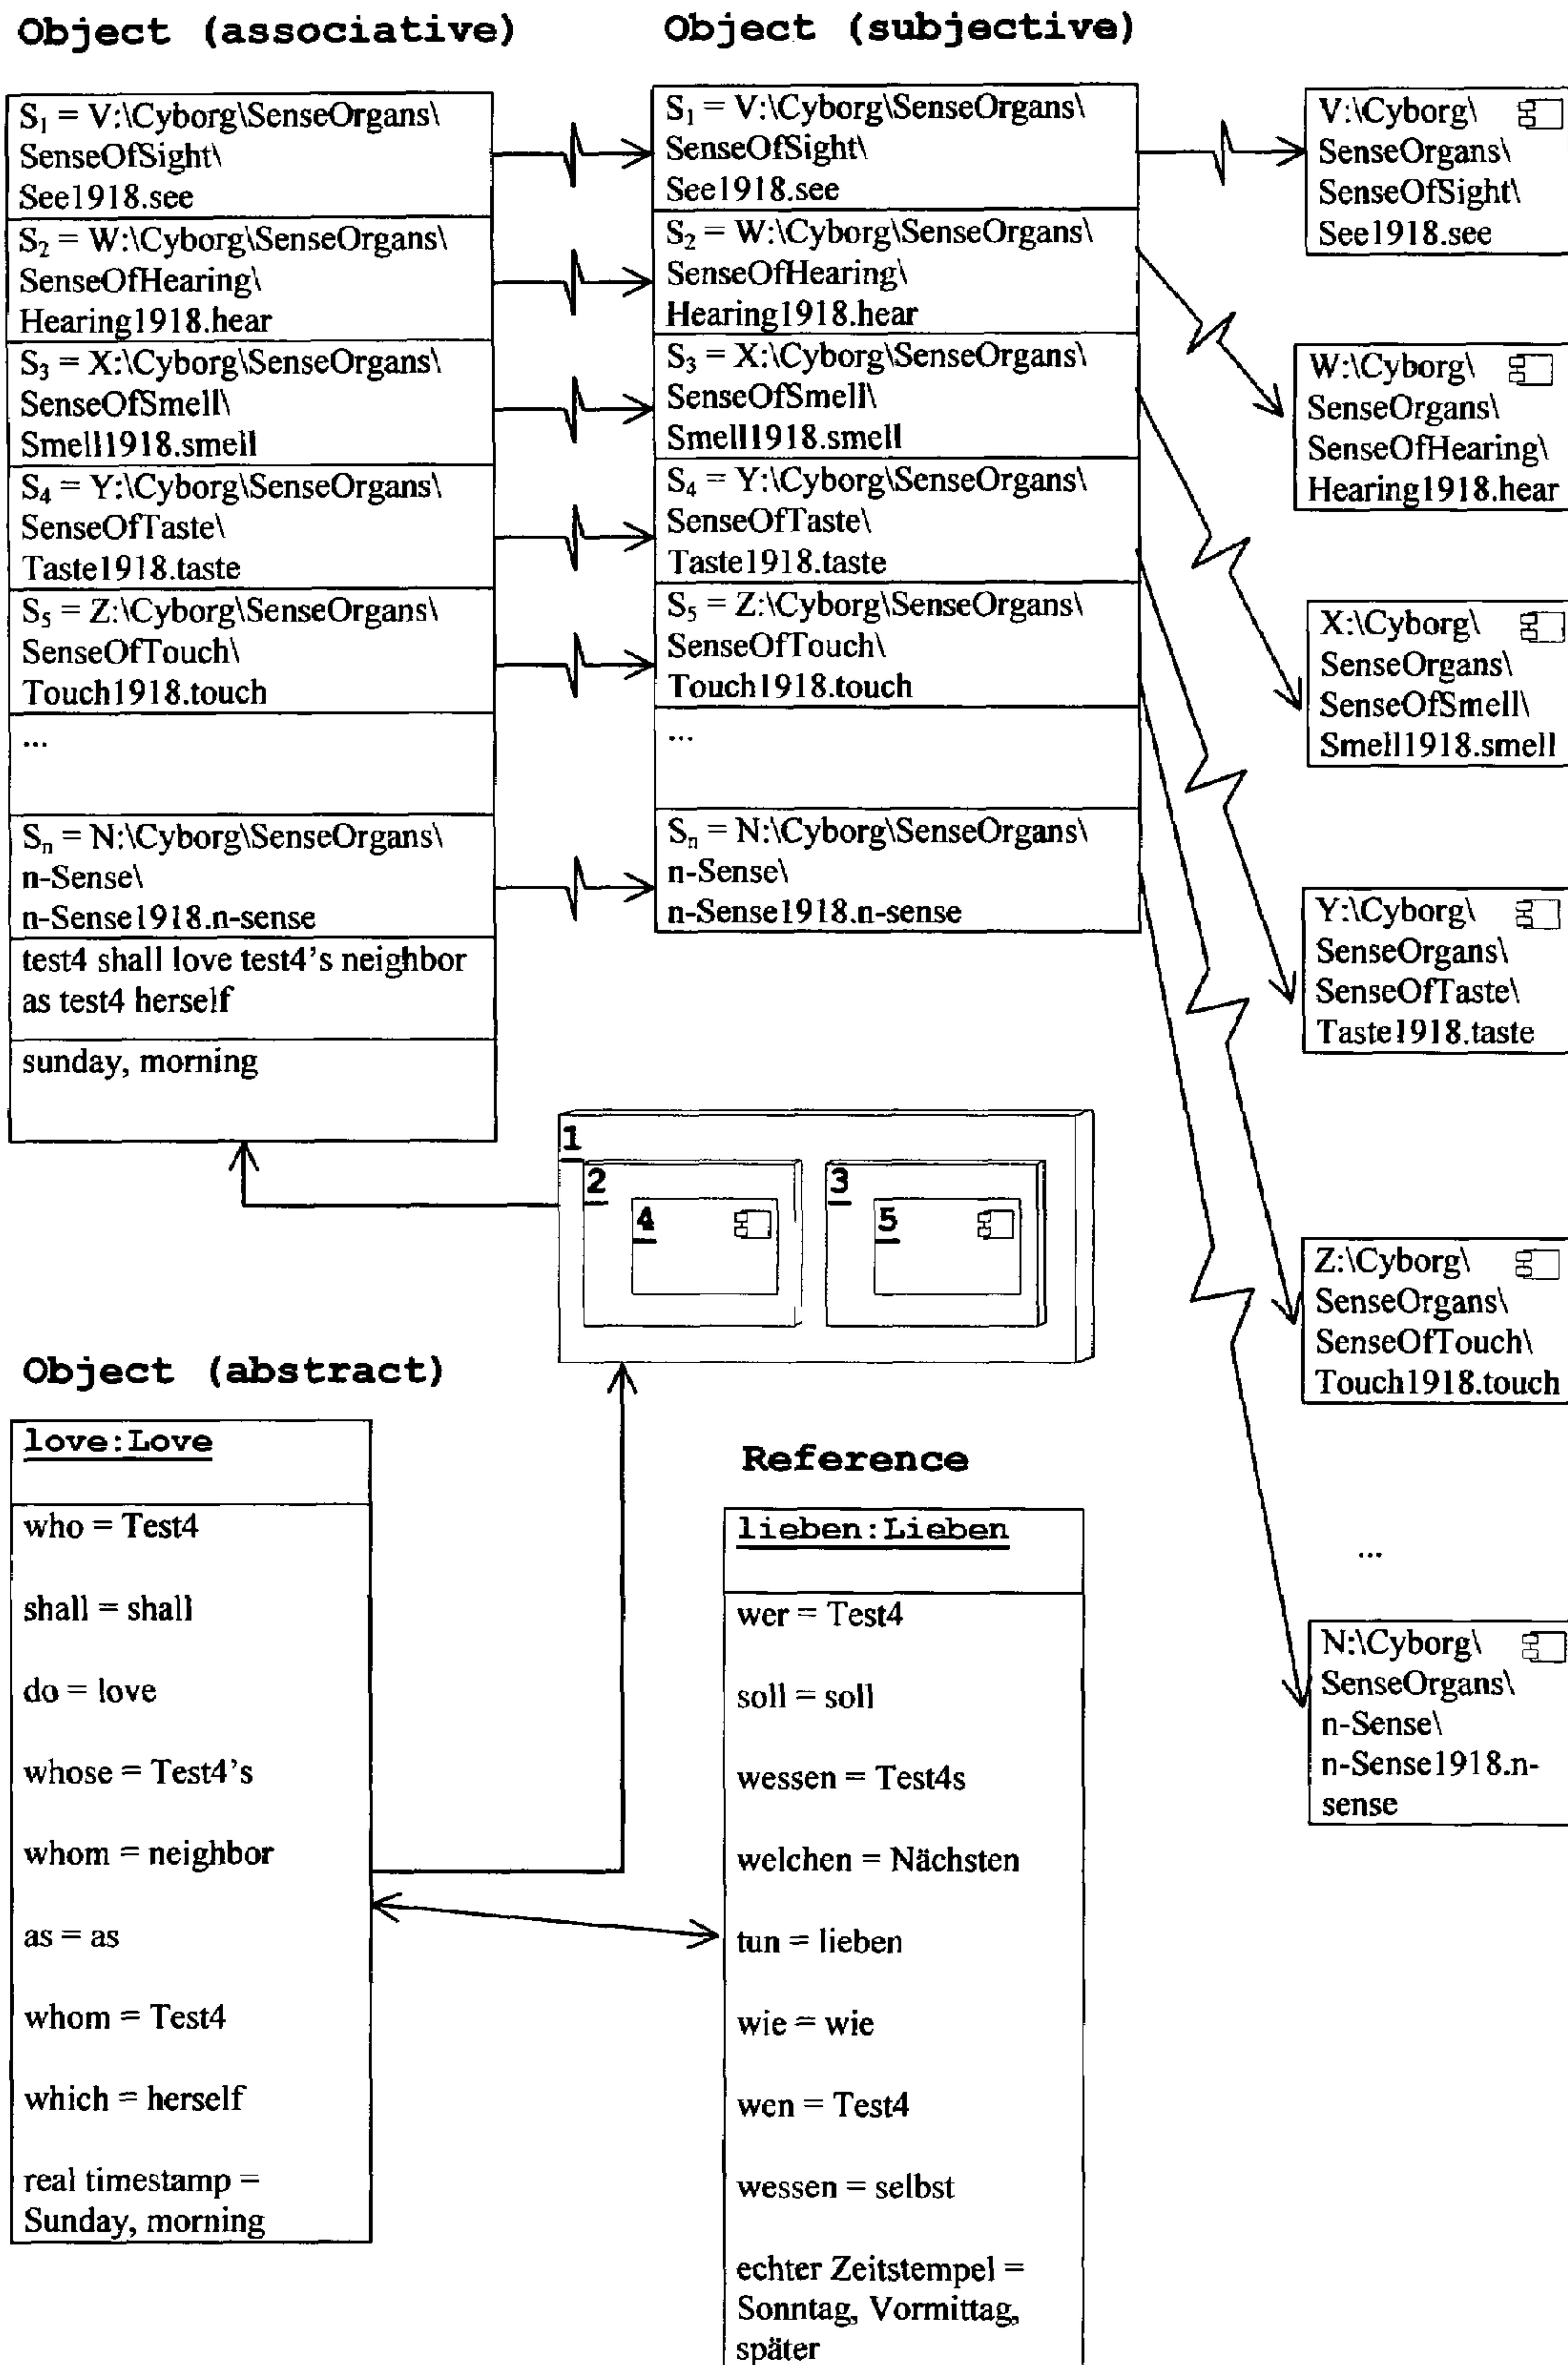 Object (associative)
S₁ = V:\Cyborg\SenseOrgans\
SenseOfSight\
See1918.see
S₂ = W:\Cyborg\SenseOrgans\
SenseOfHearing\
Hearing1918.hear
S₃ = X:\Cyborg\SenseOrgans\
SenseOfSmell\
Smell1918.smell
S₄ = Y:\Cyborg\SenseOrgans\
SenseOfTaste\
Taste1918.taste
S₅ = Z:\Cyborg\SenseOrgans\
SenseOfTouch\
Touch1918.touch
...
Sₙ = N:\Cyborg\SenseOrgans\
n-Sense\
n-Sense1918.n-sense
test4 shall love test4's neighbor
as test4 herself
sunday, morning
Object (subjective)
S₁ = V:\Cyborg\SenseOrgans\
SenseOfSight\
See1918.see
S₂ = W:\Cyborg\SenseOrgans\
SenseOfHearing\
Hearing1918.hear
S₃ = X:\Cyborg\SenseOrgans\
SenseOfSmell\
Smell1918.smell
S₄ = Y:\Cyborg\SenseOrgans\
SenseOfTaste\
Taste1918.taste
S₅ = Z:\Cyborg\SenseOrgans\
SenseOfTouch\
Touch1918.touch
...
Sₙ = N:\Cyborg\SenseOrgans\
n-Sense\
n-Sense1918.n-sense
V:\Cyborg\
SenseOrgans\
SenseOfSight\
See1918.see
W:\Cyborg\
SenseOrgans\
SenseOfHearing\
Hearing1918.hear
X:\Cyborg\
SenseOrgans\
SenseOfSmell\
Smell1918.smell
Y:\Cyborg\
SenseOrgans\
SenseOfTaste\
Taste1918.taste
Z:\Cyborg\
SenseOrgans\
SenseOfTouch\
Touch1918.touch
...
N:\Cyborg\
SenseOrgans\
n-Sense\
n-Sense1918.n-
sense
1
2
3
4
5
Object (abstract)
love:Love
who = Test4
shall = shall
do = love
whose = Test4's
whom = neighbor
as = as
whom = Test4
which = herself
real timestamp =
Sunday, morning
Reference
lieben:Lieben
wer = Test4
soll = soll
wessen = Test4s
welchen = Nächsten
tun = lieben
wie = wie
wen = Test4
wessen = selbst
echter Zeitstempel =
Sonntag, Vormittag,
später